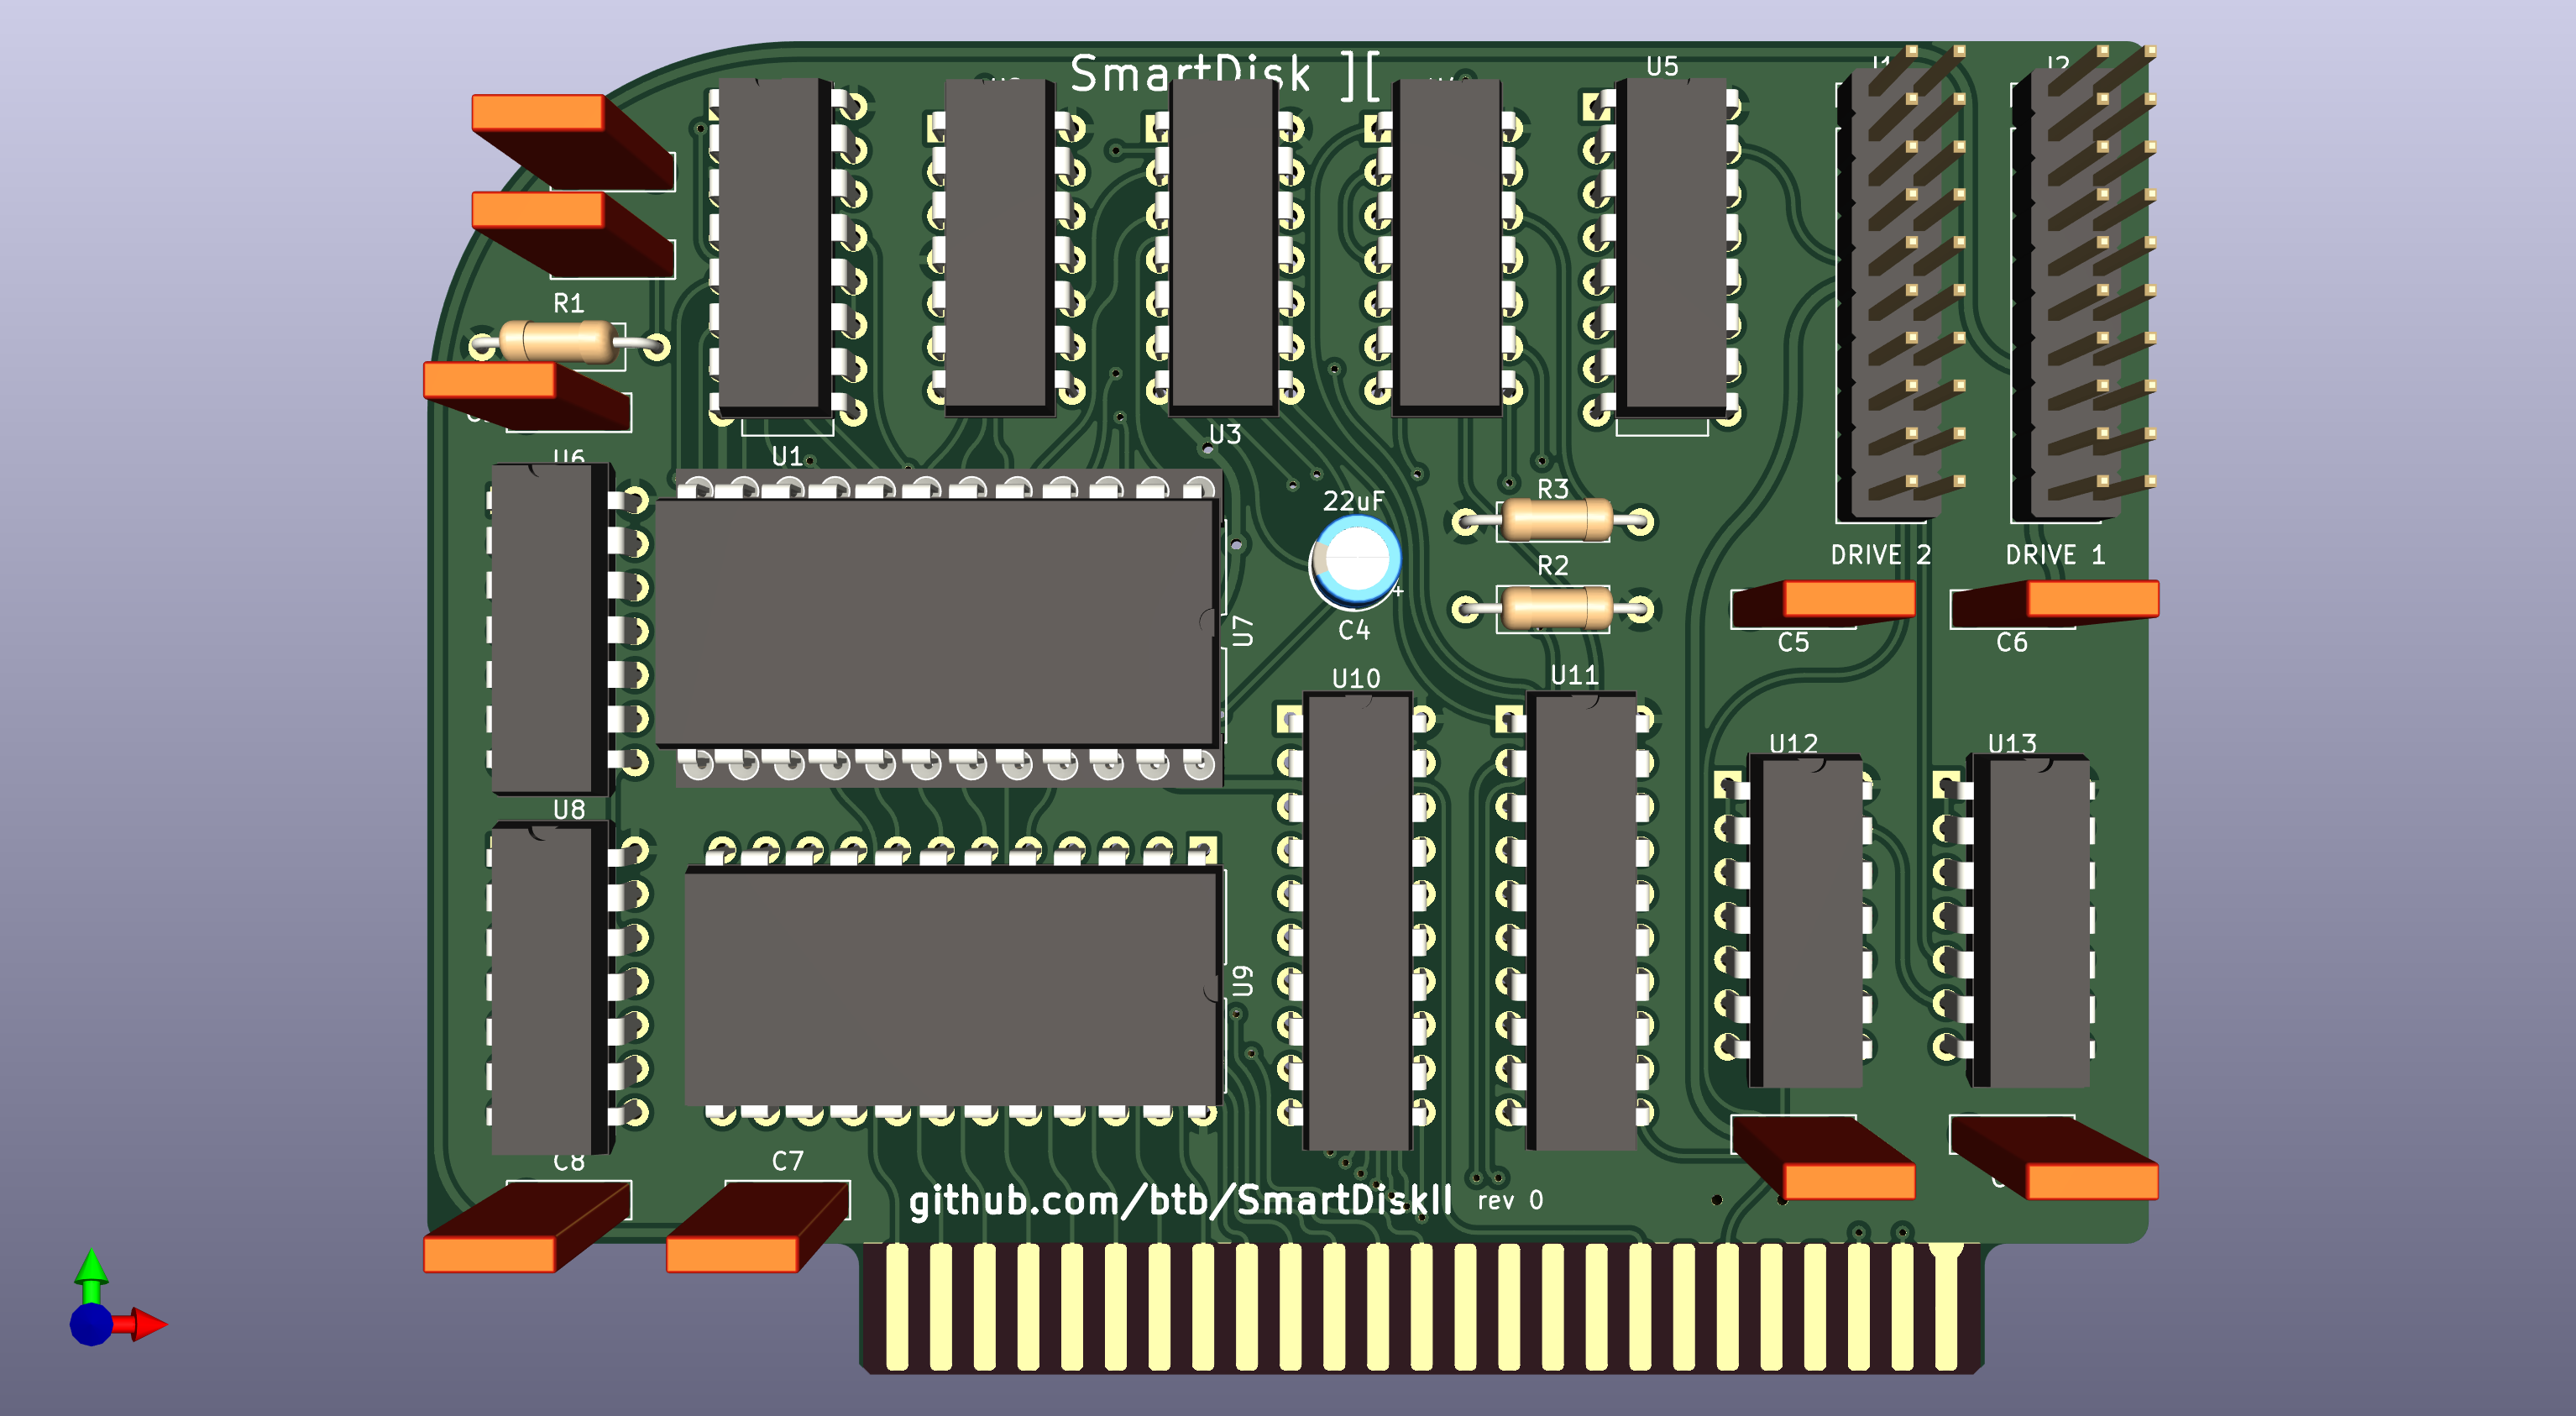 SmartDisk ][
U5
R1
U3
U1
U6
R3
22uF
DRIVE 2
DRIVE 1
R2
U7
C4
C5
C6
U10
U11
U12
U13
U8
U9
C8
C7
github.com/btb/SmartDiskII rev 0